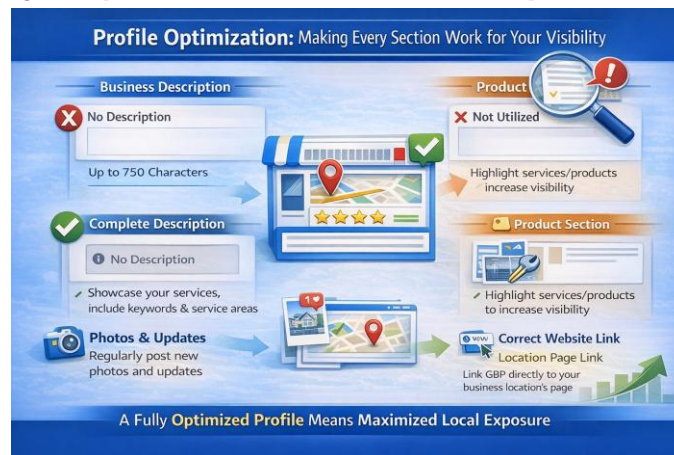 Profile Optimization: Making Every Section Work for Your Visibility
Business Description
No Description
Up to 750 Characters
Complete Description
No Description
Showcase your services,
include keywords & service areas
Photos & Updates
Regularly post new
photos and updates
Product
Not Utilized
Highlight services/products
increase visibility
Product Section
Highlight services/products
to increase visibility
Correct Website Link
Location Page Link
Link GBP directly to your
business location's page
1
A Fully Optimized Profile Means Maximized Local Exposure